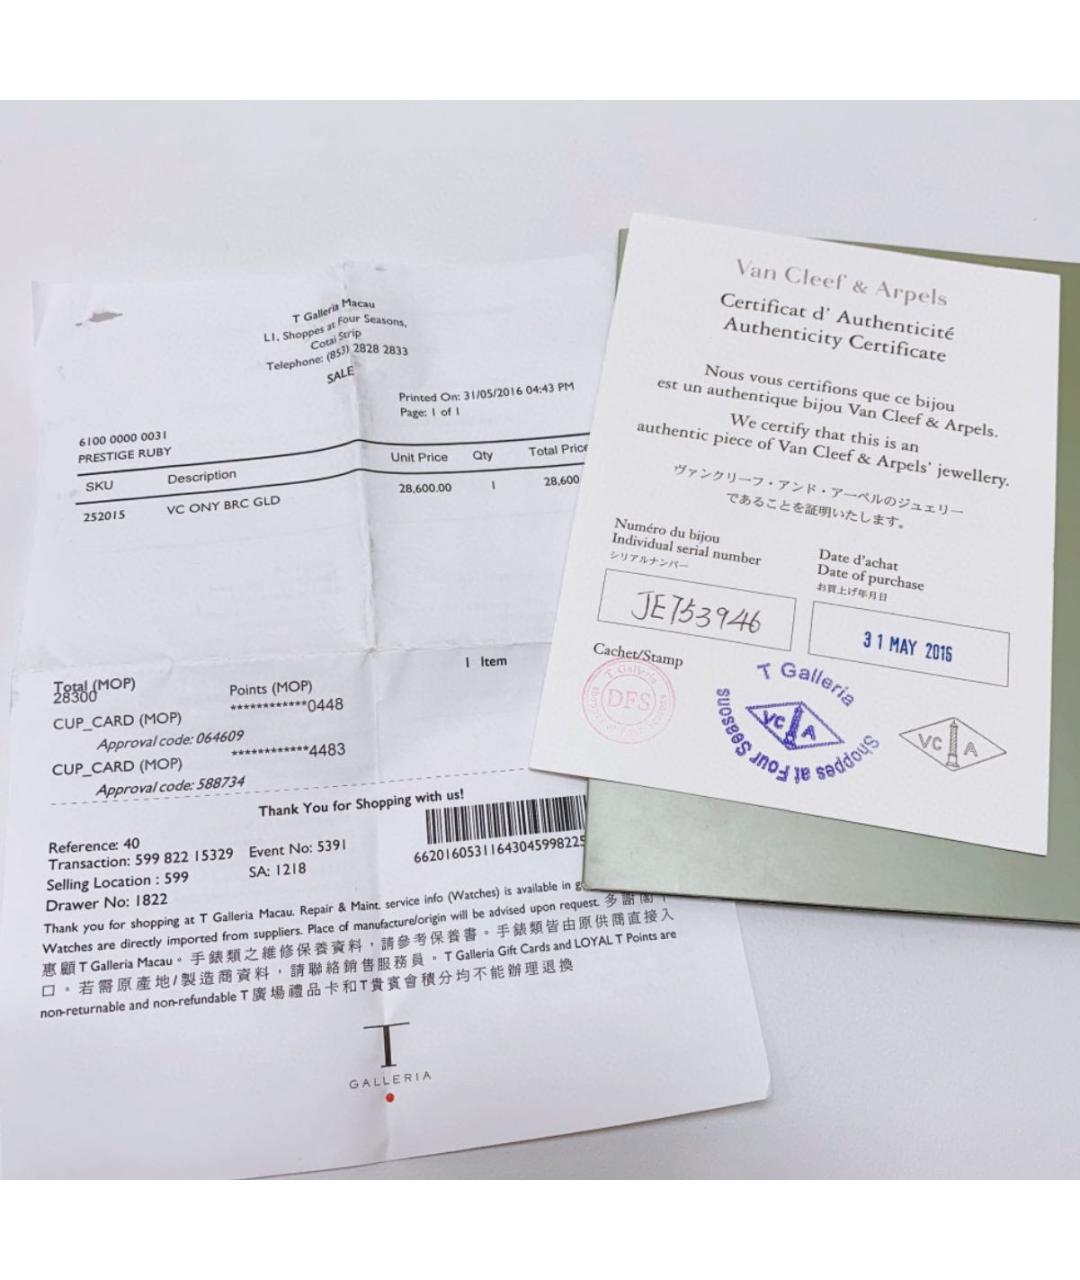 T Galleria Macau
L1, Shoppes at Four Seasons,
Cotai Strip
Telephone: (853) 2828 2833
SALE
Printed On: 31/05/2016 04:43 PM
Page: 1 of 1
6100 0000 0031
PRESTIGE RUBY
SKU Description Unit Price Qty Total Price
252015 VC ONY BRC GLD 28,600.00 1 28,600
1 Item
Total (MOP) Points (MOP)
28300
CUP_CARD (MOP) ************0448
Approval code: 064609
CUP_CARD (MOP) ************4483
Approval code: 588734
Thank You for Shopping with us!
Reference: 40
Transaction: 599 822 15329 Event No: 5391
Selling Location : 599 SA: 1218
Drawer No: 1822
66201605311643045998225
Thank you for shopping at T Galleria Macau. Repair & Maint. service info (Watches) is available in
Watches are directly imported from suppliers. Place of manufacture/origin will be advised upon request. 多謝閣下
惠顧T Galleria Macau。手錶類之維修保養資料，請參考保養書。手錶類皆由原供商直接入
口。若需原產地/製造商資料，請聯絡銷售服務員。T Galleria Gift Cards and LOYAL T Points are
non-returnable and non-refundable T 廣場禮品卡和T貴賓會積分均不能辦理退換
T
GALLERIA
Van Cleef & Arpels
Certificat d' Authenticité
Authenticity Certificate
Nous vous certifions que ce bijou
est un authentique bijou Van Cleef & Arpels.
We certify that this is an
authentic piece of Van Cleef & Arpels' jewellery.
ヴァンクリーフ・アンド・アーペルのジュエリー
であることを証明いたします。
Numéro du bijou
Individual serial number
シリアルナンバー
JE753946
Date d'achat
Date of purchase
お買上げ年月日
31 MAY 2016
Cachet/Stamp
T Galleria
DFS
Shoppes at Four Seasons
T Galleria
VC A
Shoppes at Four Seasons
VC A